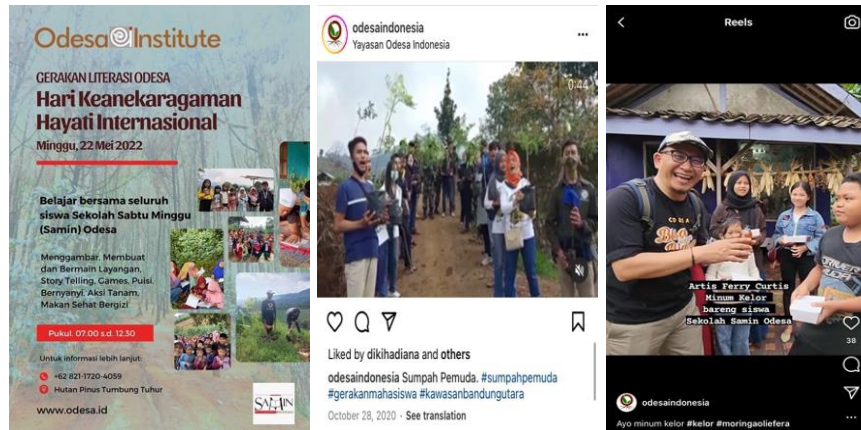 Odesa Institute
GERAKAN LITERASI ODESA
Hari Keanekaragaman
Hayati Internasional
Minggu, 22 Mei 2022
Belajar bersama seluruh
siswa Sekolah Sabtu Minggu
(Samin) Odesa
Menggambar, Membuat
dan Bermain Layangan,
Story Telling, Games, Puisi,
Bernyanyi, Aksi Tanam,
Makan Sehat Bergizi
Pukul. 07.00 s.d. 12.30
Untuk informasi lebih lanjut:
+62 821-1720-4059
Hutan Pinus Tumbung Tuhur
www.odesa.id
SAMIN
odesaindonesia
Yayasan Odesa Indonesia
0:44
Liked by dikihadiana and others
odesaindonesia Sumpah Pemuda. #sumpahpemuda
#gerakanmahasiswa #kawasanbandungutara
October 28, 2020 · See translation
Reels
Artis Ferry Curtis
Minum Kelor
bareng siswa
Sekolah Samin Odesa
38
odesaindonesia
Ayo minum kelor #kelor #moringaoliefera